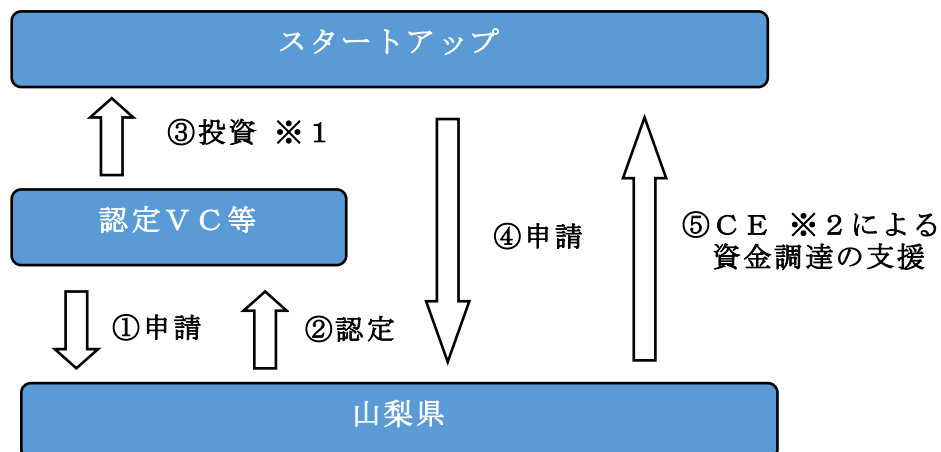 スタートアップ
③投資 ※１
認定ＶＣ等
④申請
⑤ＣＥ ※２による
資金調達の支援
①申請
②認定
山梨県